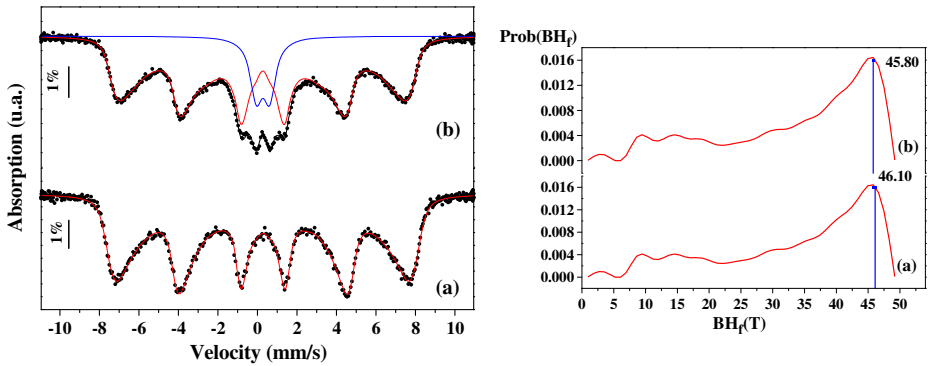 1%
(b)
1%
(a)
Absorption (u.a.)
-10 -8 -6 -4 -2 0 2 4 6 8 10
Velocity (mm/s)
Prob(BHf)
0.016
0.012
0.008
0.004
0.000
45.80
(b)
0.016
0.012
0.008
0.004
0.000
46.10
(a)
0 5 10 15 20 25 30 35 40 45 50
BHf(T)